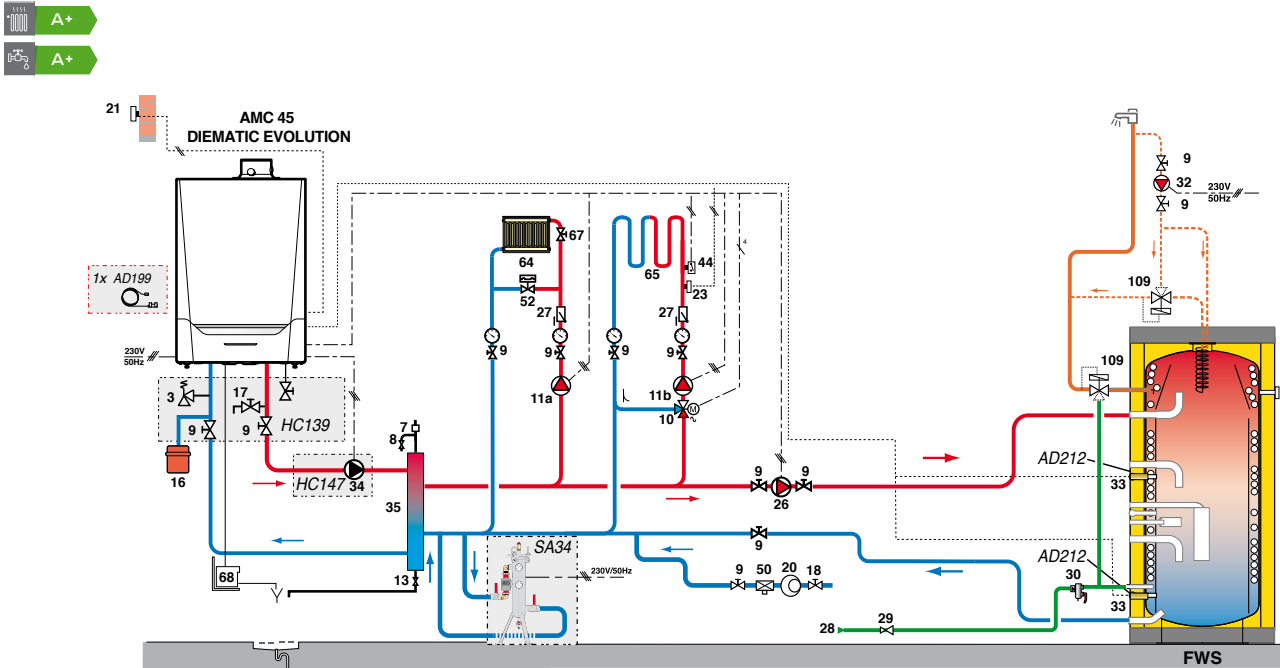 A+
A+
21
AMC 45
DIEMATIC EVOLUTION
1x AD199
230V
50Hz
3
17
9
9
HC139
16
HC147
34
7
8
35
13
68
64
67
52
27
9
9
11a
65
44
23
27
9
9
11b
10
M
4
SA34
230V/50Hz
9
9
26
9
9
50
20
18
28
29
30
9
32
9
230V
50Hz
109
109
AD212
33
AD212
33
FWS